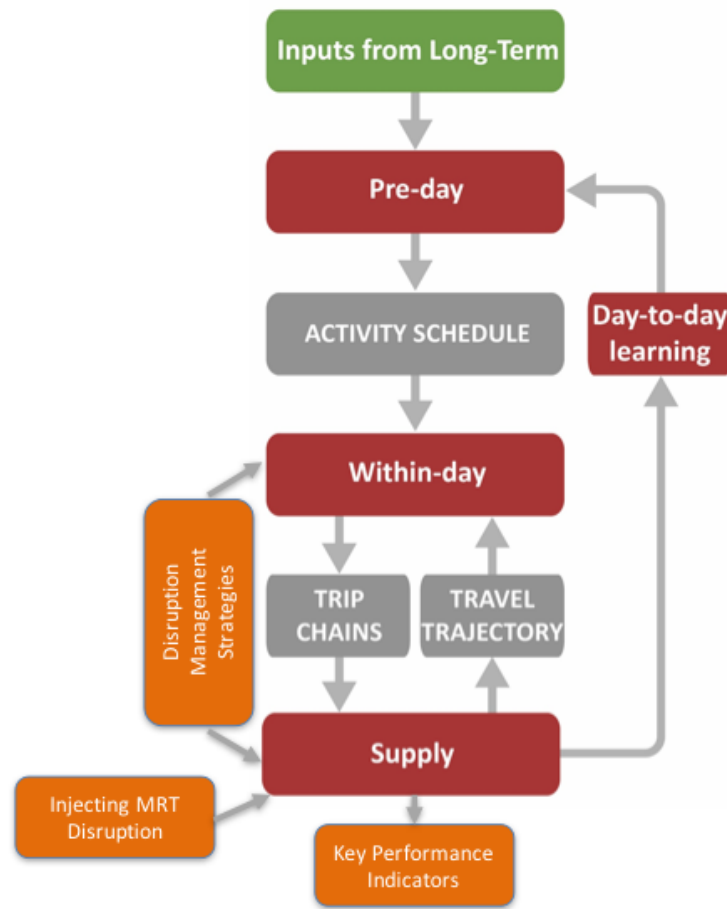 Inputs from Long-Term
Pre-day
ACTIVITY SCHEDULE
Day-to-day
learning
Within-day
Disruption
Management
Strategies
TRIP
CHAINS
TRAVEL
TRAJECTORY
Supply
Injecting MRT
Disruption
Key Performance
Indicators